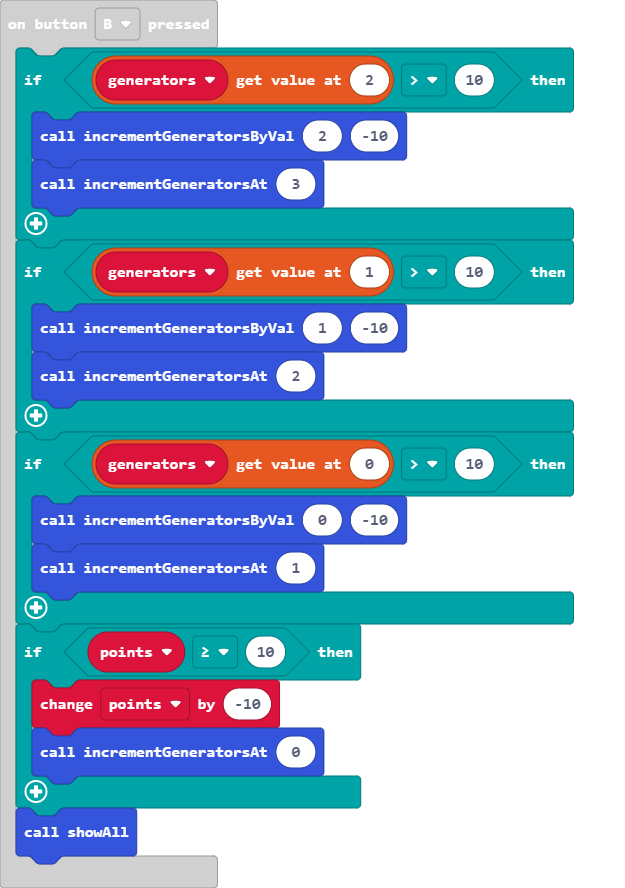 on button B pressed
if generators get value at 2 > 10 then
call incrementGeneratorsByVal 2 -10
call incrementGeneratorsAt 3
if generators get value at 1 > 10 then
call incrementGeneratorsByVal 1 -10
call incrementGeneratorsAt 2
if generators get value at 0 > 10 then
call incrementGeneratorsByVal 0 -10
call incrementGeneratorsAt 1
if points ≥ 10 then
change points by -10
call incrementGeneratorsAt 0
call showAll